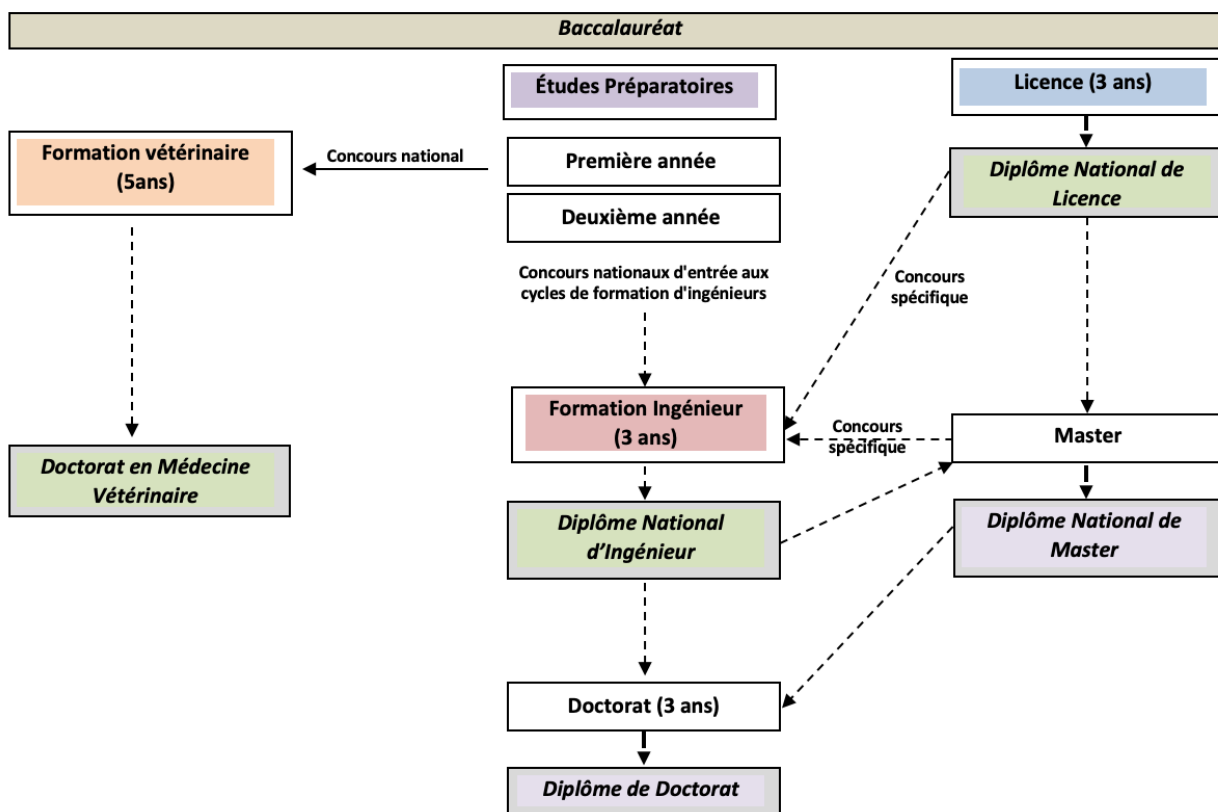 Baccalauréat
Études Préparatoires
Licence (3 ans)
Formation vétérinaire
(5ans)
Concours national
Première année
Diplôme National de
Licence
Deuxième année
Concours nationaux d'entrée aux
cycles de formation d'ingénieurs
Concours
spécifique
Formation Ingénieur
(3 ans)
Concours
spécifique
Master
Doctorat en Médecine
Vétérinaire
Diplôme National
d’Ingénieur
Diplôme National de
Master
Doctorat (3 ans)
Diplôme de Doctorat